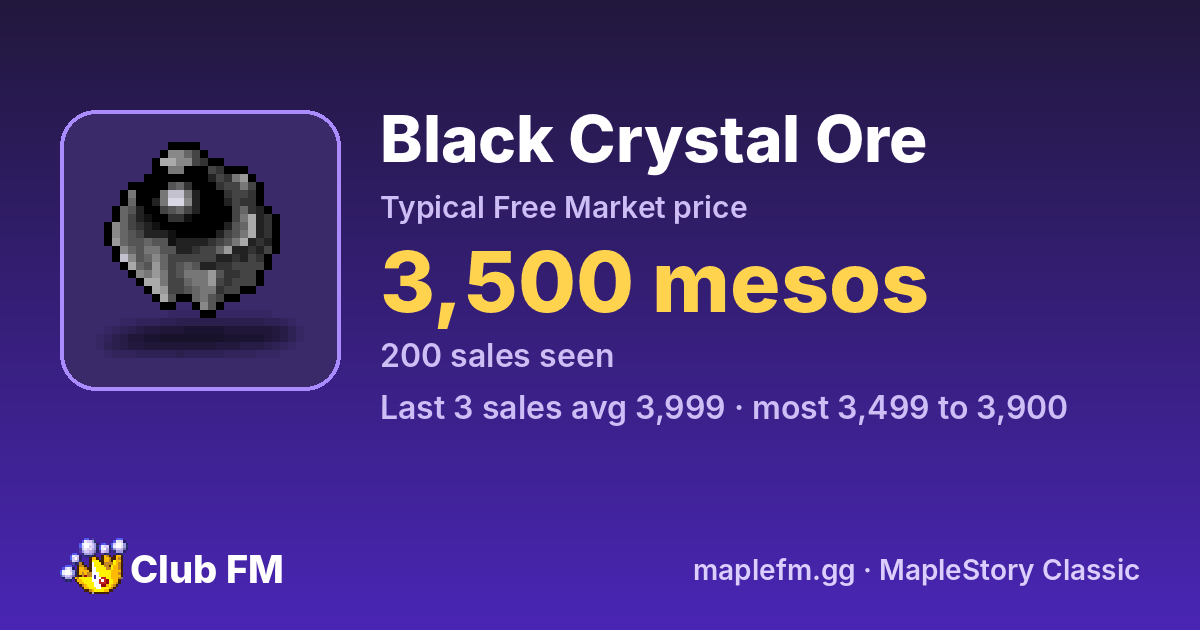 Black Crystal Ore
Typical Free Market price
3,500 mesos
200 sales seen
Last 3 sales avg 3,999 · most 3,499 to 3,900
Club FM
maplefm.gg · MapleStory Classic